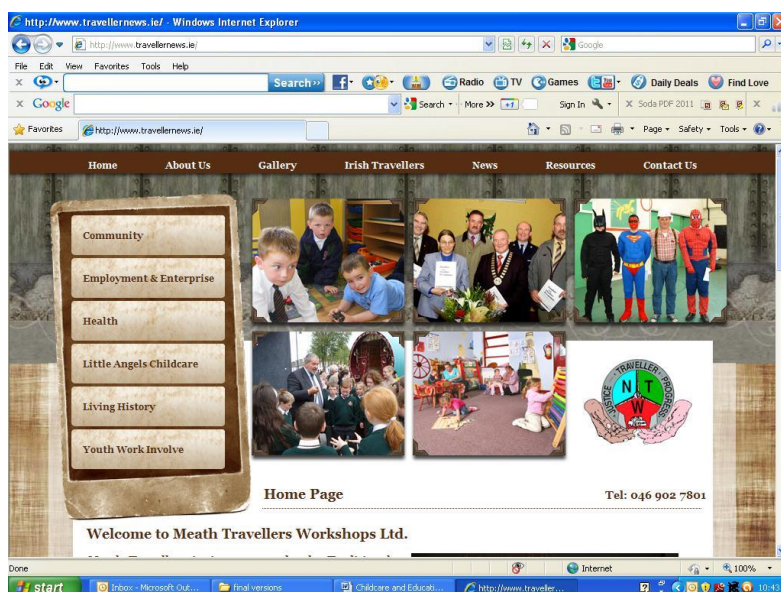 http://www.travellernews.ie/ - Windows Internet Explorer
http://www.travellernews.ie/
Google
File Edit View Favorites Tools Help
Search >> Radio TV Games Daily Deals Find Love
Google Search More >> Sign In Soda PDF 2011
Favorites http://www.travellernews.ie/ Page Safety Tools
Home About Us Gallery Irish Travellers News Resources Contact Us
Community
Employment & Enterprise
Health
Little Angels Childcare
Living History
Youth Work Involve
JUSTICE TRAVELLER PROGRESS
N T
W
Home Page Tel: 046 902 7801
Welcome to Meath Travellers Workshops Ltd.
Done Internet 100%
start Inbox - Microsoft Out... final versions Childcare and Educati... http://www.traveller... 10:43